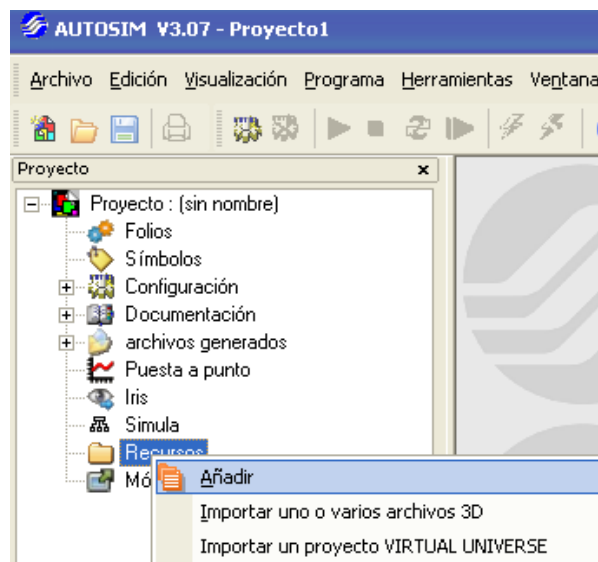 AUTOSIM V3.07 - Proyecto1
Archivo Edición Visualización Programa Herramientas Ventana
Proyecto x
Proyecto : (sin nombre)
Folios
Símbolos
Configuración
Documentación
archivos generados
Puesta a punto
Iris
Simula
Recursos
Añadir
Importar uno o varios archivos 3D
Importar un proyecto VIRTUAL UNIVERSE